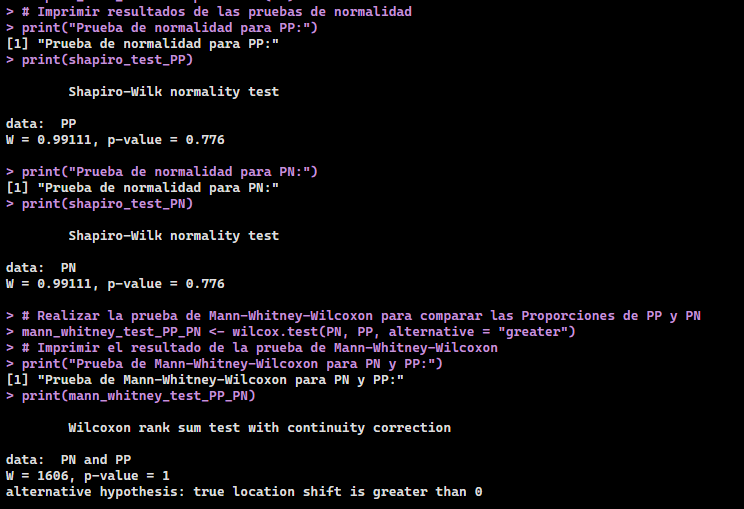 > # Imprimir resultados de las pruebas de normalidad
> print("Prueba de normalidad para PP:")
[1] "Prueba de normalidad para PP:"
> print(shapiro_test_PP)
Shapiro-Wilk normality test
data:  PP
W = 0.99111, p-value = 0.776
> print("Prueba de normalidad para PN:")
[1] "Prueba de normalidad para PN:"
> print(shapiro_test_PN)
Shapiro-Wilk normality test
data:  PN
W = 0.99111, p-value = 0.776
> # Realizar la prueba de Mann-Whitney-Wilcoxon para comparar las Proporciones de PP y PN
> mann_whitney_test_PP_PN <- wilcox.test(PN, PP, alternative = "greater")
> # Imprimir el resultado de la prueba de Mann-Whitney-Wilcoxon
> print("Prueba de Mann-Whitney-Wilcoxon para PN y PP:")
[1] "Prueba de Mann-Whitney-Wilcoxon para PN y PP:"
> print(mann_whitney_test_PP_PN)
Wilcoxon rank sum test with continuity correction
data:  PN and PP
W = 1606, p-value = 1
alternative hypothesis: true location shift is greater than 0